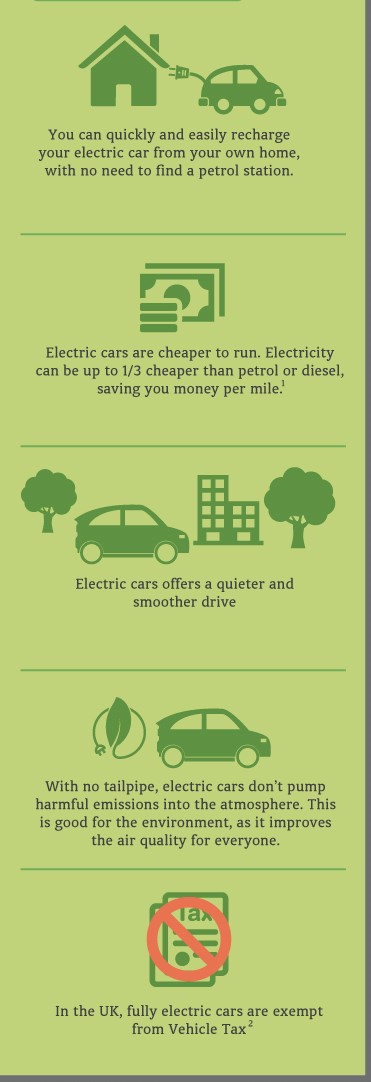 You can quickly and easily recharge
your electric car from your own home,
with no need to find a petrol station.
Electric cars are cheaper to run. Electricity
can be up to 1/3 cheaper than petrol or diesel,
saving you money per mile.1
Electric cars offers a quieter and
smoother drive
With no tailpipe, electric cars don't pump
harmful emissions into the atmosphere. This
is good for the environment, as it improves
the air quality for everyone.
Tax
In the UK, fully electric cars are exempt
from Vehicle Tax2